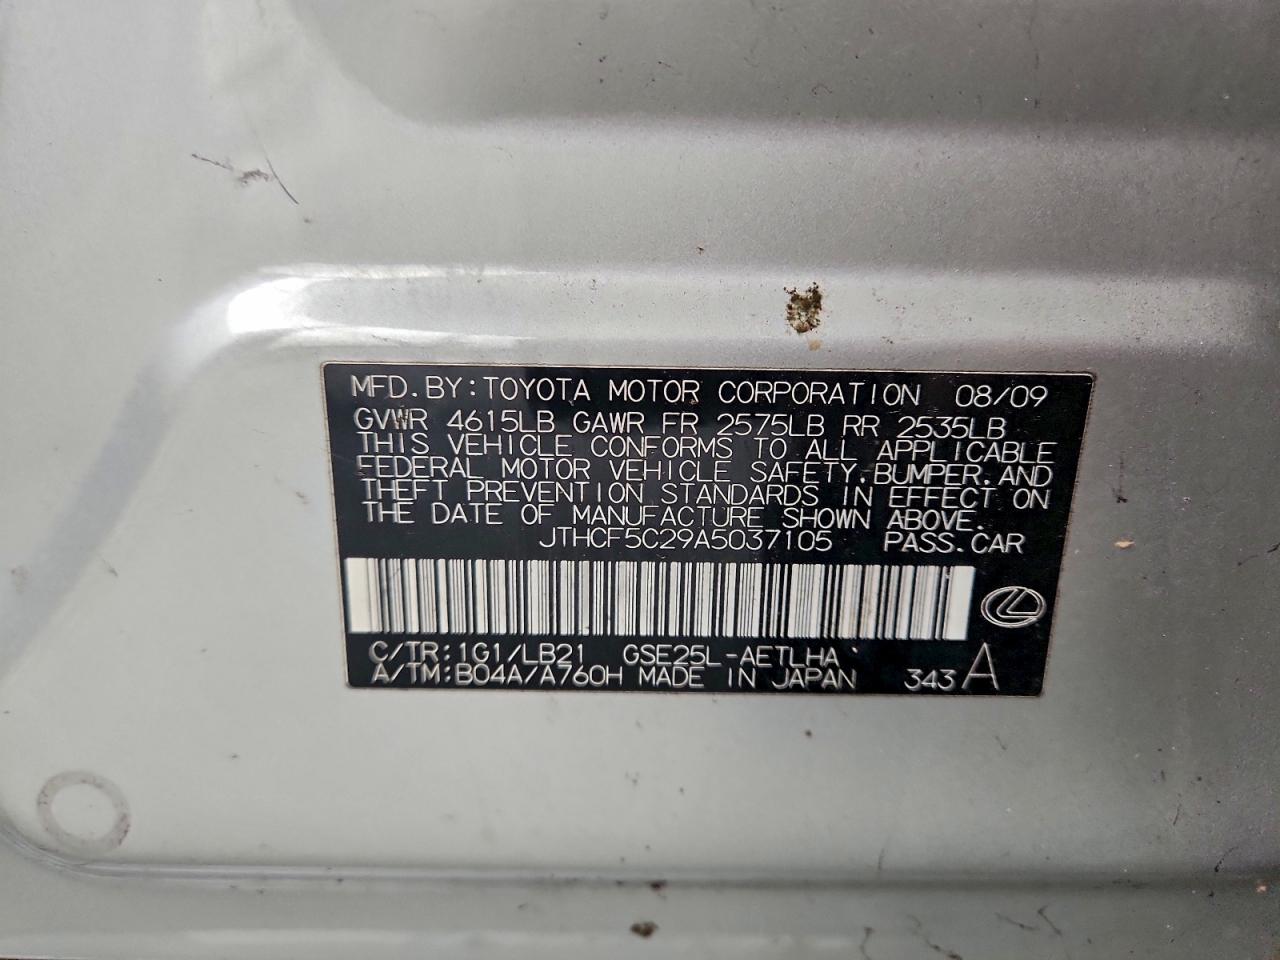 MFD.BY:TOYOTA MOTOR CORPORATION 08/09
GVWR 4615LB GAWR FR 2575LB RR 2535LB
THIS VEHICLE CONFORMS TO ALL APPLICABLE
FEDERAL MOTOR VEHICLE SAFETY,BUMPER,AND
THEFT PREVENTION STANDARDS IN EFFECT ON
THE DATE OF MANUFACTURE SHOWN ABOVE.
JTHCF5C29A5037105 PASS.CAR
C/TR:1G1/LB21 GSE25L-AETLHA
A/TM:B04A/A760H MADE IN JAPAN 343 A